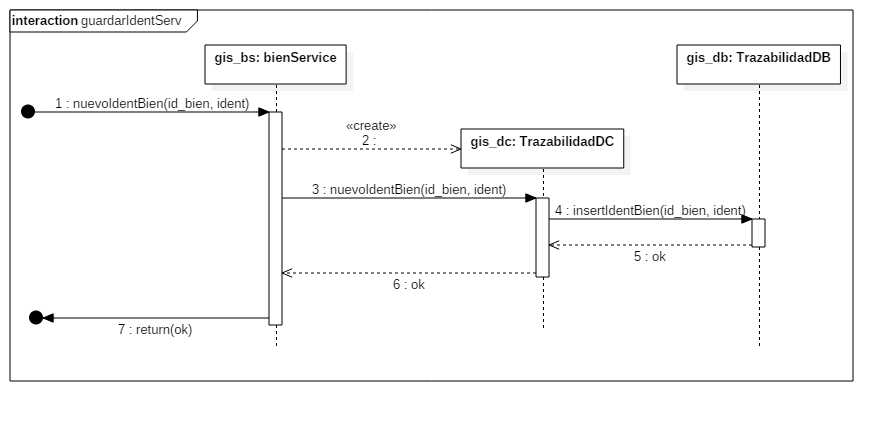 interaction guardarIdentServ
gis_bs: bienService
gis_db: TrazabilidadDB
1 : nuevoIdentBien(id_bien, ident)
«create»
2 :
gis_dc: TrazabilidadDC
3 : nuevoIdentBien(id_bien, ident)
4 : insertIdentBien(id_bien, ident)
5 : ok
6 : ok
7 : return(ok)